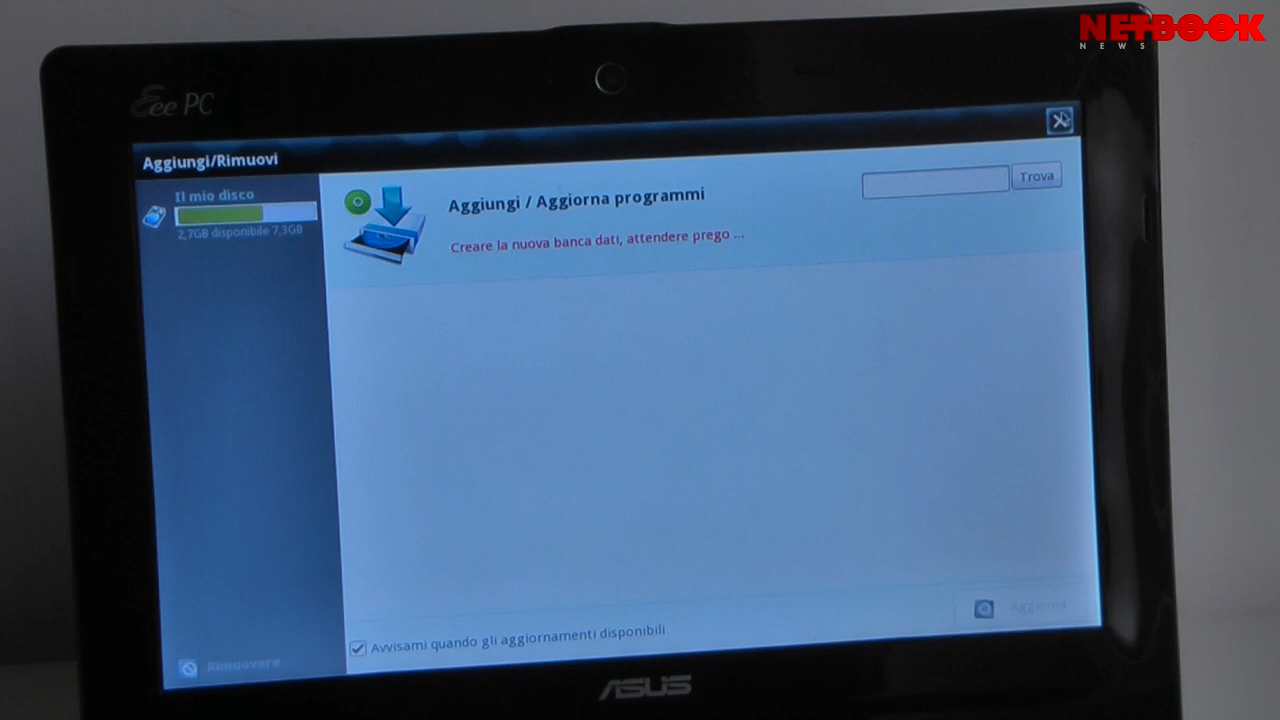 NETBOOK
NEWS
Eee PC
Aggiungi/Rimuovi
Il mio disco
2,7GB disponibile 7,3GB
Aggiungi / Aggiorna programmi
Trova
Creare la nuova banca dati, attendere prego ...
Avvisami quando gli aggiornamenti disponibili
Aggiorna
Rimuovere
ASUS